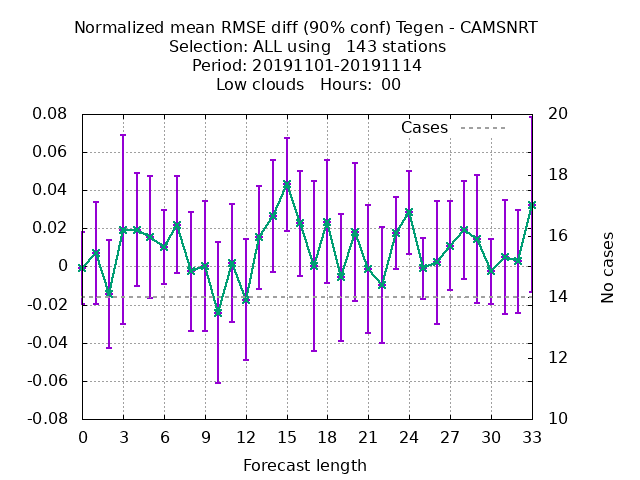 Normalized mean RMSE diff (90% conf) Tegen - CAMSNRT
Selection: ALL using   143 stations
Period: 20191101-20191114
Low clouds   Hours:  00
Cases
0.08
0.06
0.04
0.02
0
-0.02
-0.04
-0.06
-0.08
20
18
16
14
12
10
No cases
0 3 6 9 12 15 18 21 24 27 30 33
Forecast length